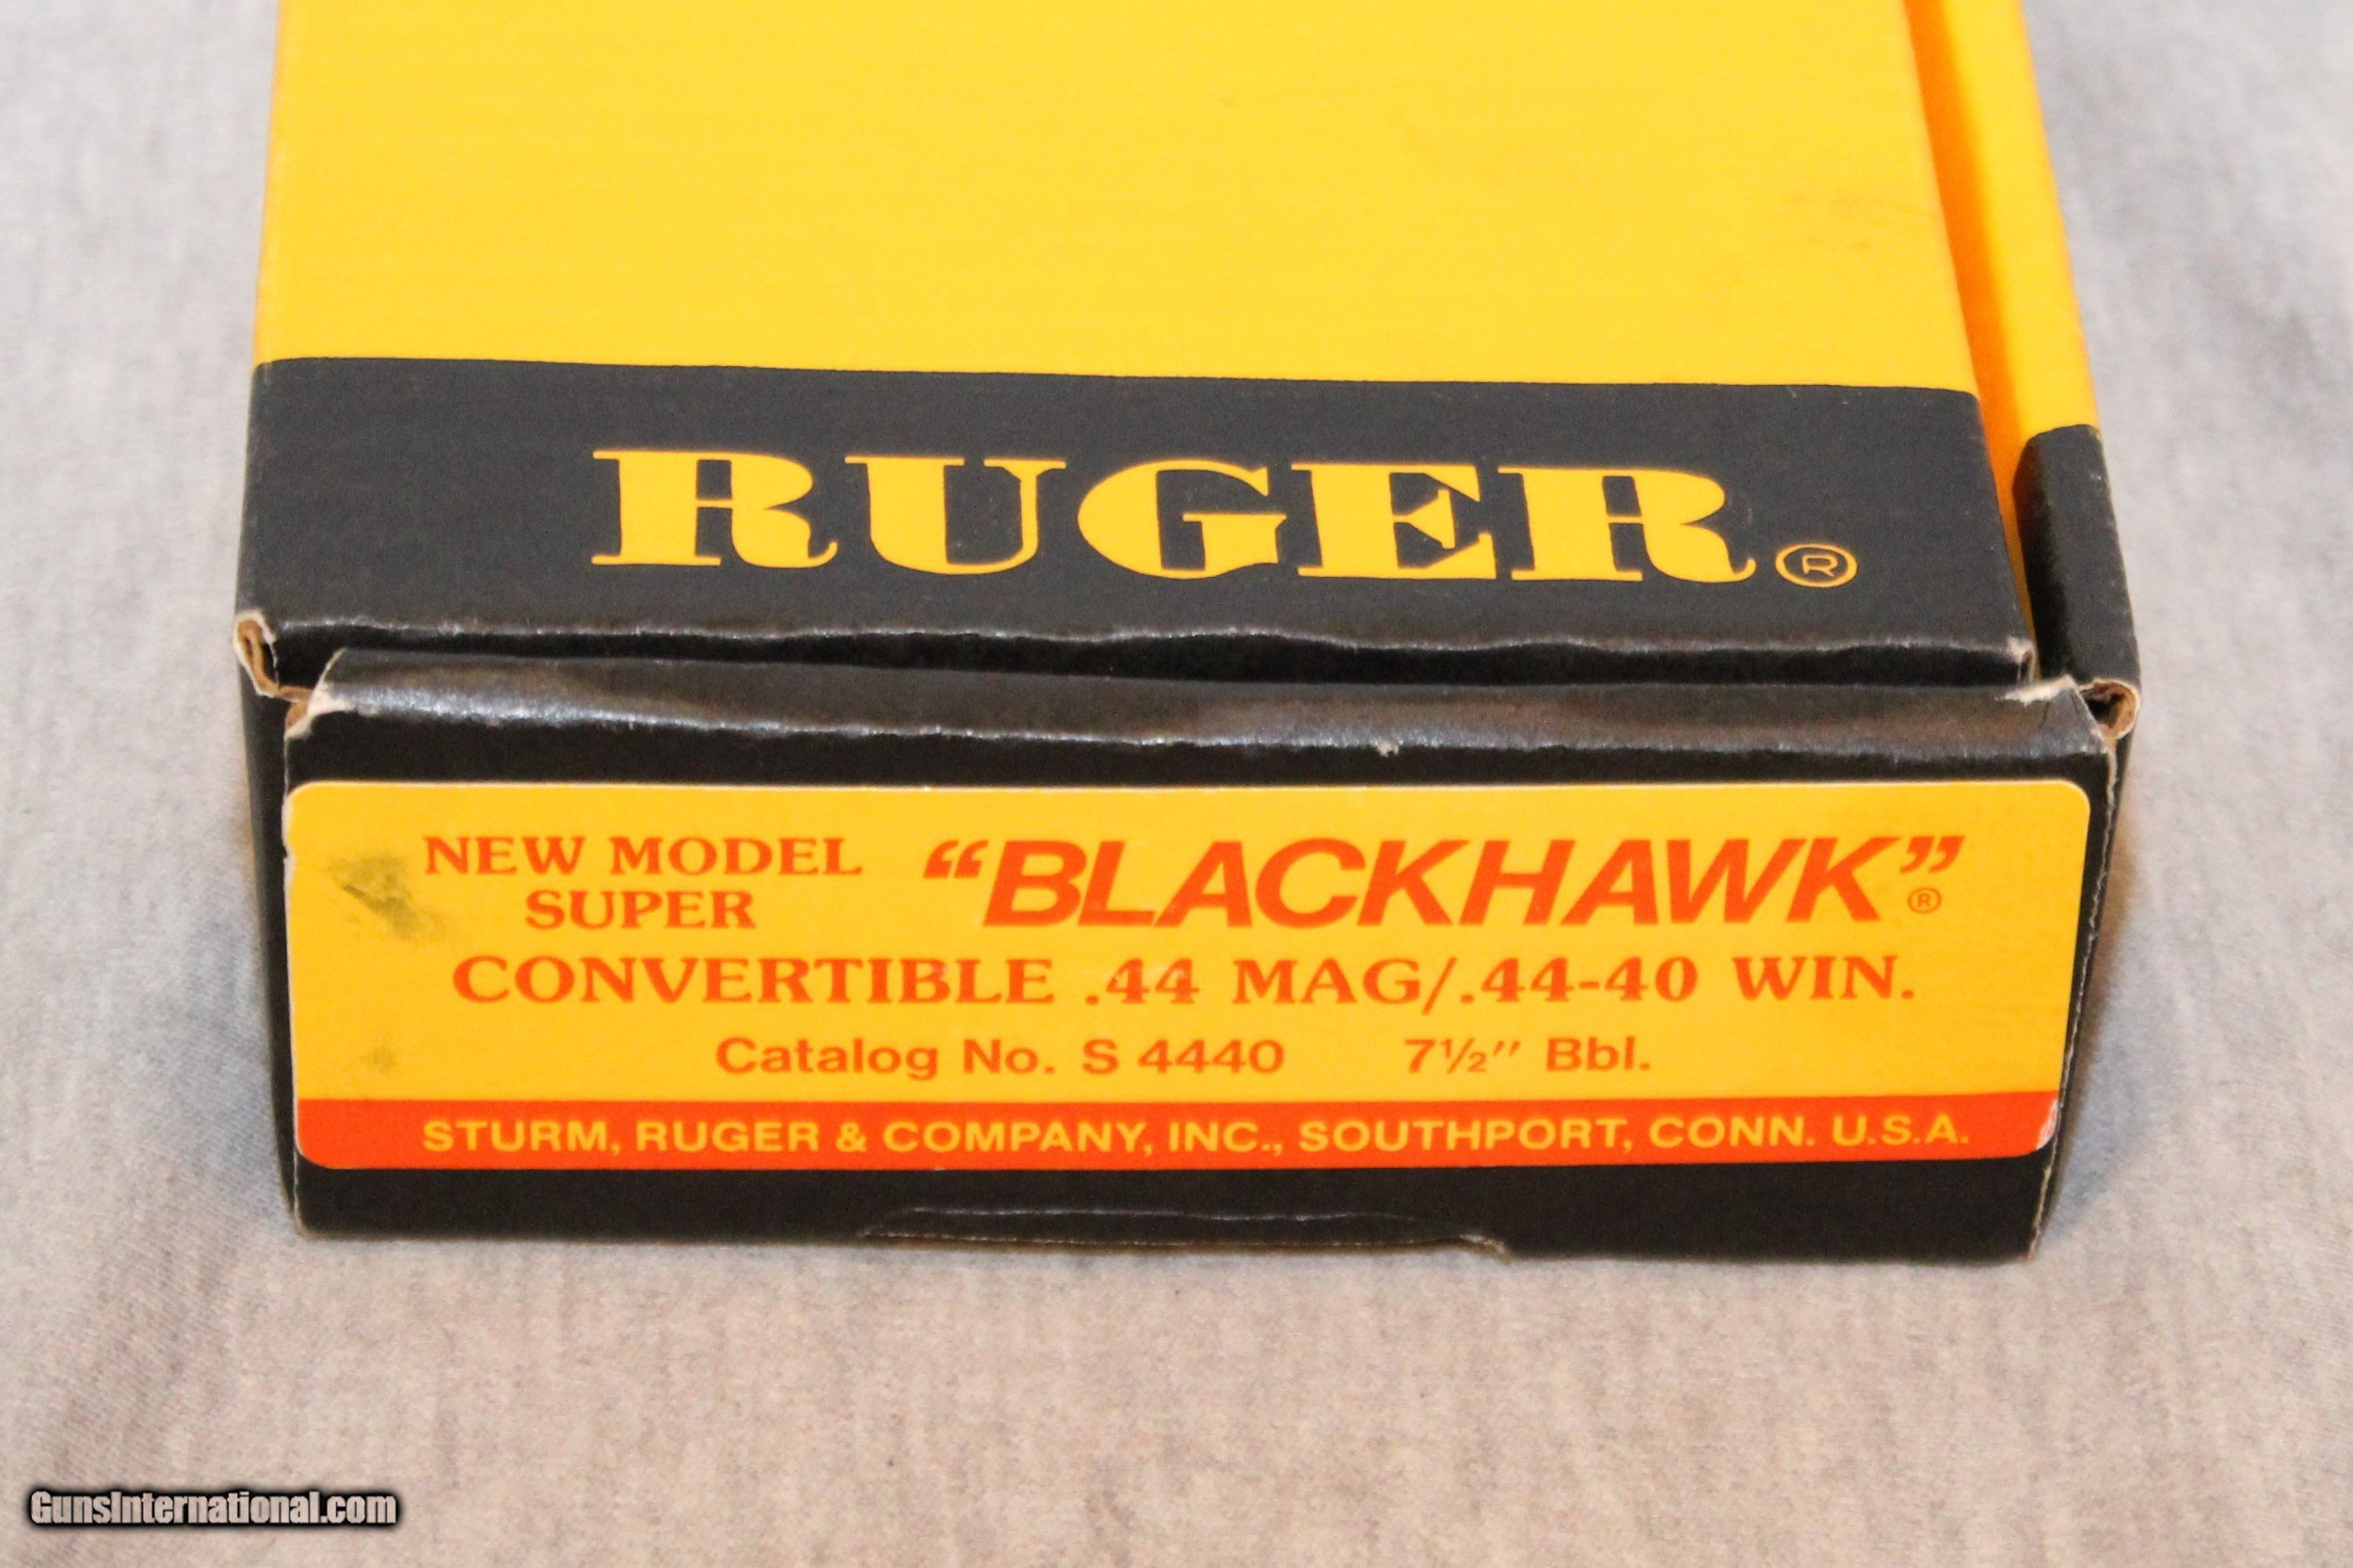 RUGER®
NEW MODEL SUPER "BLACKHAWK"®
CONVERTIBLE .44 MAG/.44-40 WIN.
Catalog No. S 4440 7½" Bbl.
STURM, RUGER & COMPANY, INC., SOUTHPORT, CONN. U.S.A.
GunsInternational.com